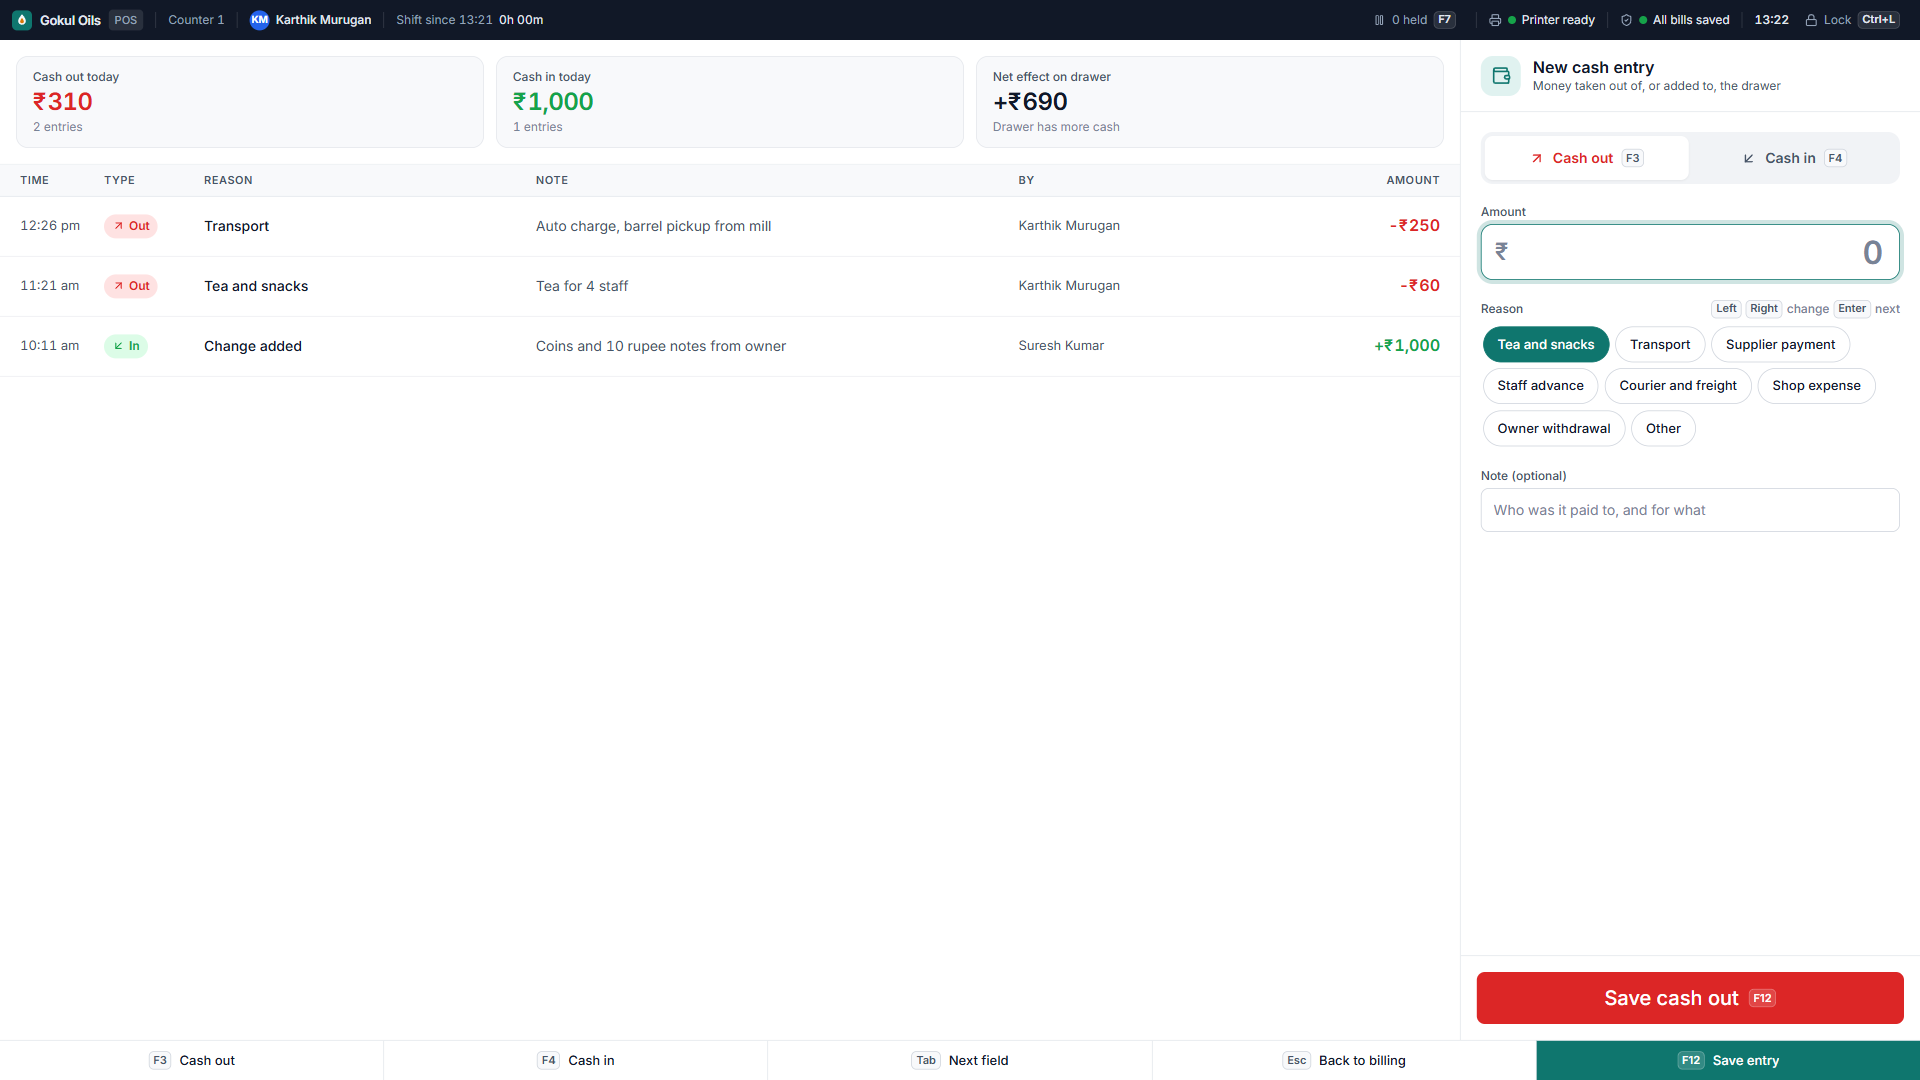 Gokul Oils POS Counter 1 KM Karthik Murugan Shift since 13:21 0h 00m 0 held F7 Printer ready All bills saved 13:22 Lock Ctrl+L
Cash out today
₹310
2 entries
Cash in today
₹1,000
1 entries
Net effect on drawer
+₹690
Drawer has more cash
TIME TYPE REASON NOTE BY AMOUNT
12:26 pm Out Transport Auto charge, barrel pickup from mill Karthik Murugan -₹250
11:21 am Out Tea and snacks Tea for 4 staff Karthik Murugan -₹60
10:11 am In Change added Coins and 10 rupee notes from owner Suresh Kumar +₹1,000
New cash entry
Money taken out of, or added to, the drawer
Cash out F3 Cash in F4
Amount
₹ 0
Reason Left Right change Enter next
Tea and snacks Transport Supplier payment
Staff advance Courier and freight Shop expense
Owner withdrawal Other
Note (optional)
Who was it paid to, and for what
Save cash out F12
F3 Cash out F4 Cash in Tab Next field Esc Back to billing F12 Save entry